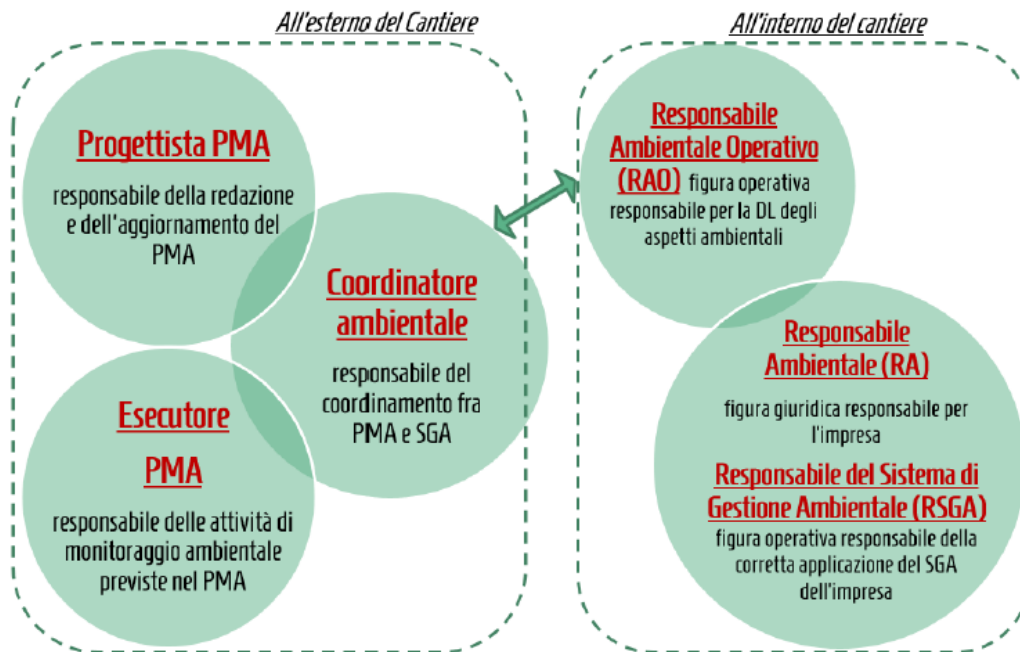 All'esterno del Cantiere
Progettista PMA
responsabile della redazione
e dell'aggiornamento del
PMA
Coordinatore
ambientale
responsabile del
coordinamento fra
PMA e SGA
Esecutore
PMA
responsabile delle attività di
monitoraggio ambientale
previste nel PMA
All'interno del cantiere
Responsabile
Ambientale Operativo
(RAO) figura operativa
responsabile per la DL degli
aspetti ambientali
Responsabile
Ambientale (RA)
figura giuridica responsabile per
l'impresa
Responsabile del Sistema di
Gestione Ambientale (RSGA)
figura operativa responsabile della
corretta applicazione del SGA
dell'impresa